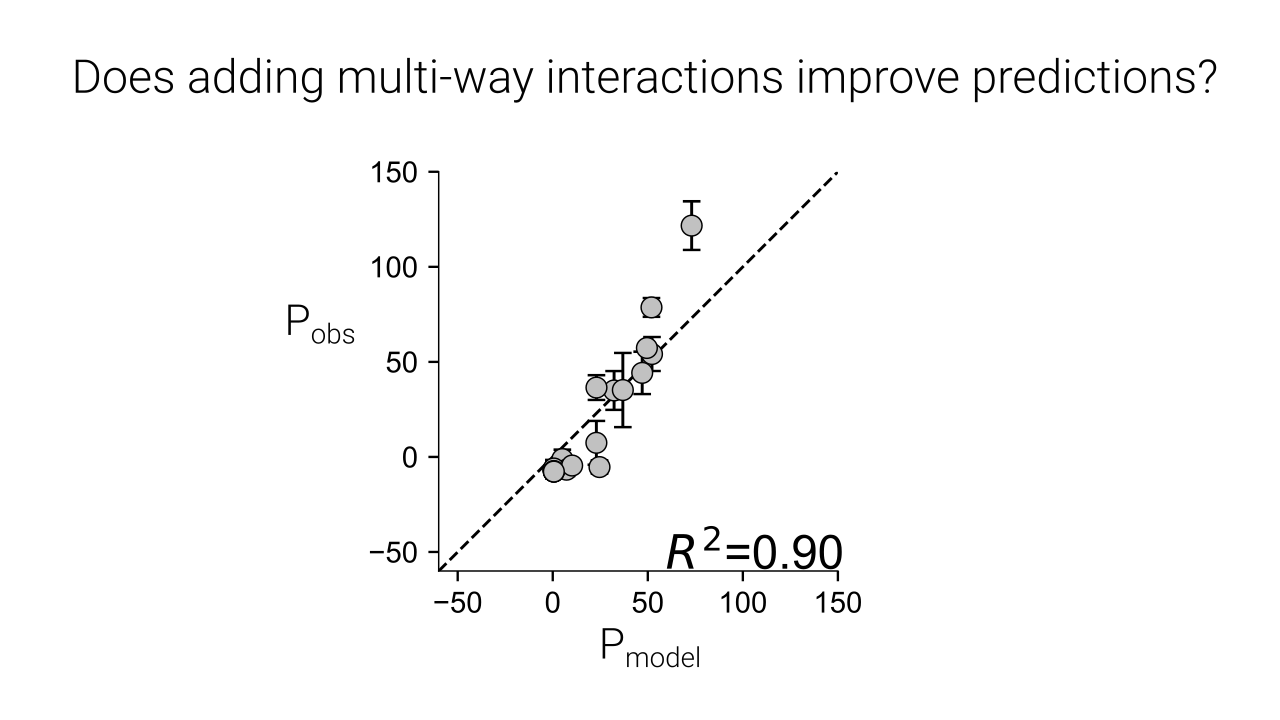 Does adding multi-way interactions improve predictions?
150
100
P_obs
50
0
−50
R²=0.90
−50 0 50 100 150
P_model